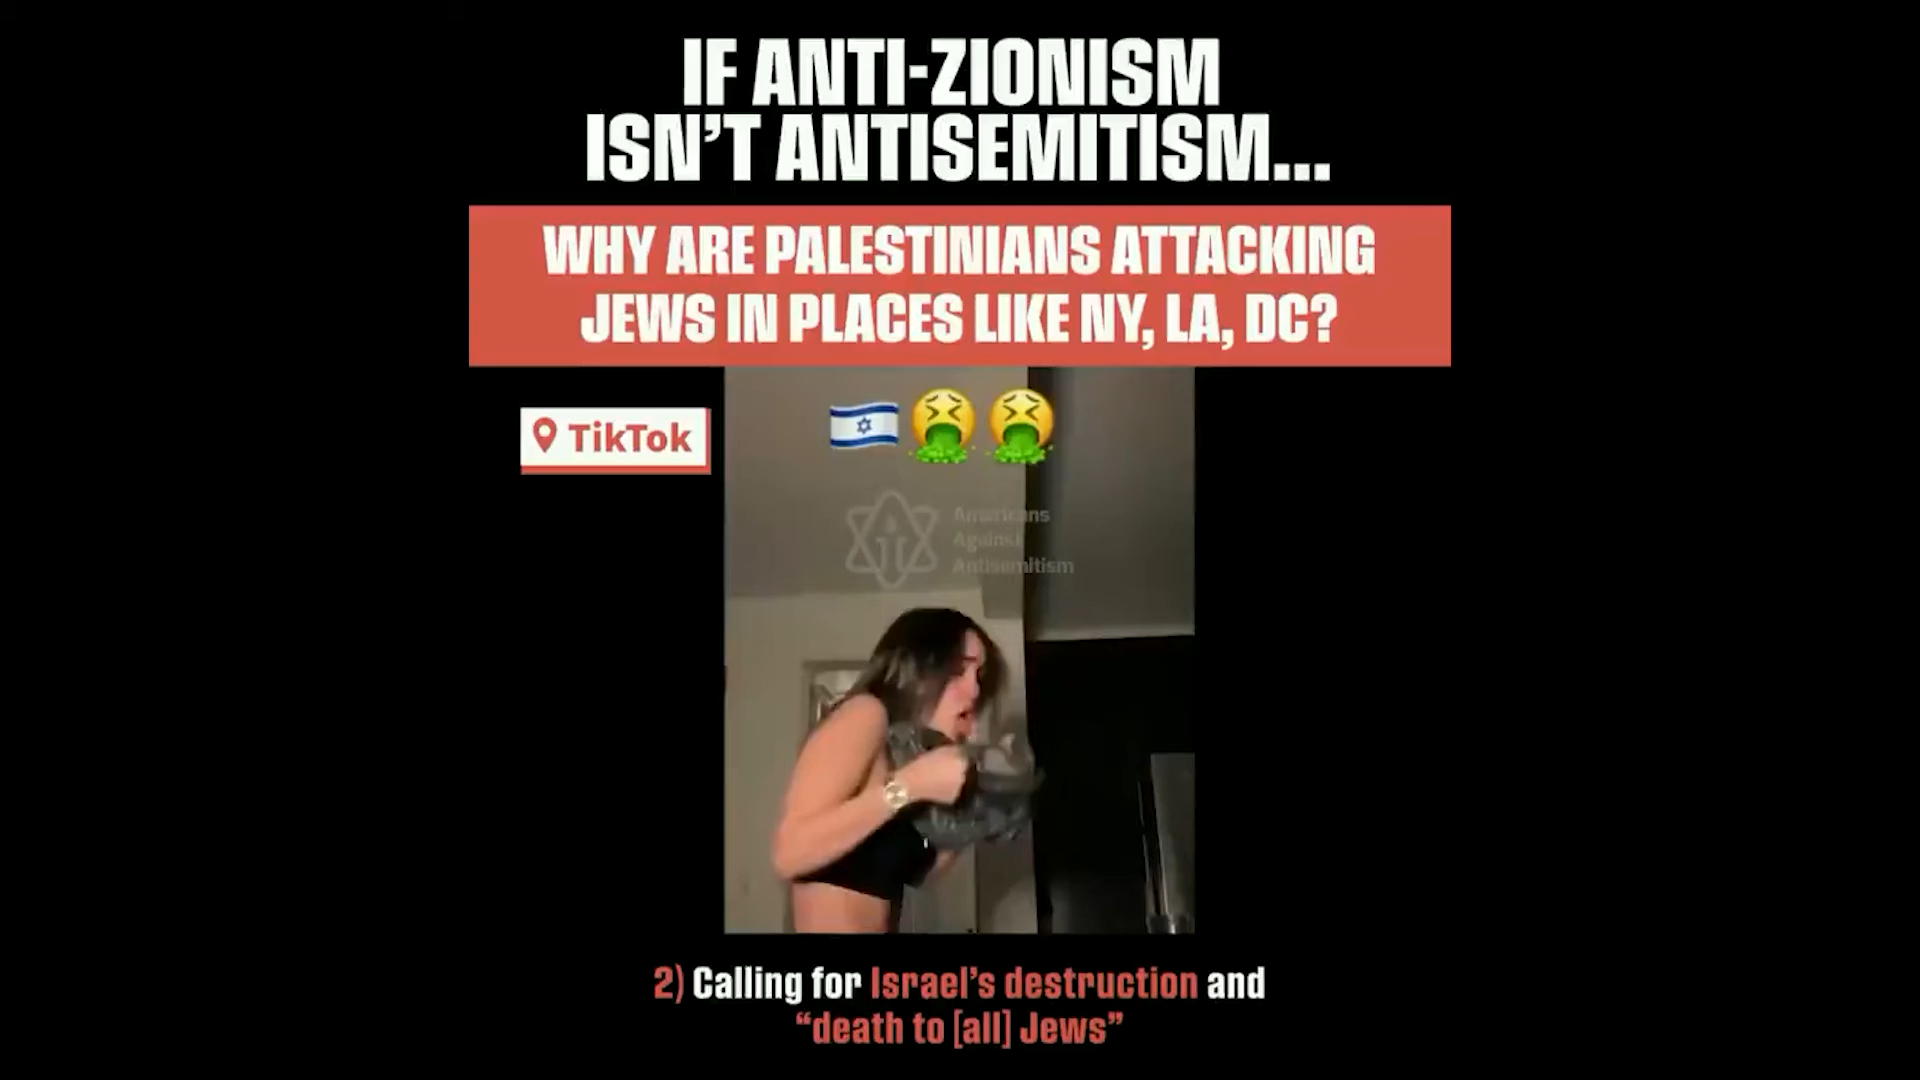 IF ANTI-ZIONISM
ISN'T ANTISEMITISM...
WHY ARE PALESTINIANS ATTACKING
JEWS IN PLACES LIKE NY, LA, DC?
TikTok
Americans
Against
Antisemitism
2) Calling for Israel's destruction and
“death to [all] Jews”